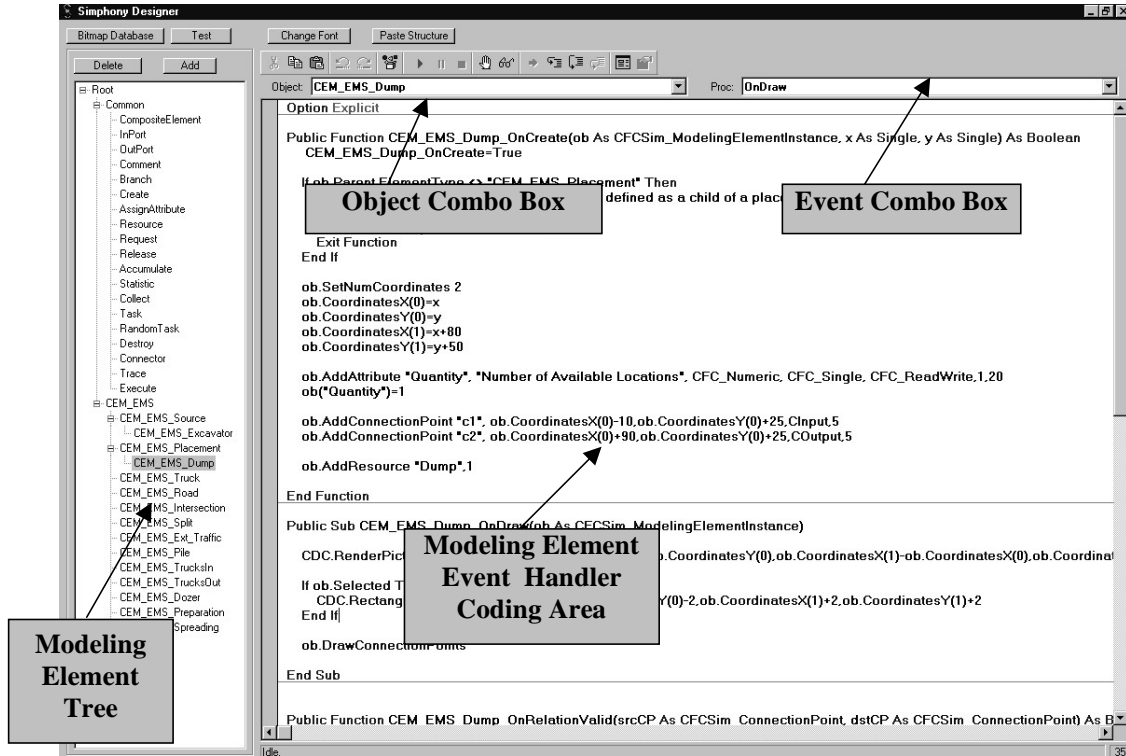 Simphony Designer
Bitmap Database Test Change Font Paste Structure
Delete Add
Object: CEM_EMS_Dump Proc: OnDraw
Root
Common
CompositeElement
InPort
OutPort
Comment
Branch
Create
AssignAttribute
Resource
Request
Release
Accumulate
Statistic
Collect
Task
RandomTask
Destroy
Connector
Trace
Execute
CEM_EMS
CEM_EMS_Source
CEM_EMS_Excavator
CEM_EMS_Placement
CEM_EMS_Dump
CEM_EMS_Truck
CEM_EMS_Road
CEM_EMS_Intersection
CEM_EMS_Split
CEM_EMS_Ext_Traffic
CEM_EMS_Pile
CEM_EMS_TrucksIn
CEM_EMS_TrucksOut
CEM_EMS_Dozer
CEM_EMS_Preparation
Spreading
Option Explicit
Public Function CEM_EMS_Dump_OnCreate(ob As CFCSim_ModelingElementInstance, x As Single, y As Single) As Boolean
CEM_EMS_Dump_OnCreate=True
If ob.Parent.ElementType <> "CEM_EMS_Placement" Then
defined as a child of a place
Exit Function
End If
ob.SetNumCoordinates 2
ob.CoordinatesX(0)=x
ob.CoordinatesY(0)=y
ob.CoordinatesX(1)=x+80
ob.CoordinatesY(1)=y+50
ob.AddAttribute "Quantity", "Number of Available Locations", CFC_Numeric, CFC_Single, CFC_ReadWrite,1,20
ob("Quantity")=1
ob.AddConnectionPoint "c1", ob.CoordinatesX(0)-10,ob.CoordinatesY(0)+25,CInput,5
ob.AddConnectionPoint "c2", ob.CoordinatesX(0)+90,ob.CoordinatesY(0)+25,COutput,5
ob.AddResource "Dump",1
End Function
Public Sub CEM_EMS_Dump_OnDraw(ob As CFCSim_ModelingElementInstance)
CDC.RenderPict b.CoordinatesY(0),ob.CoordinatesX(1)-ob.CoordinatesX(0),ob.Coordinat
If ob.Selected T
CDC.Rectang Y(0)-2,ob.CoordinatesX(1)+2,ob.CoordinatesY(1)+2
End If
ob.DrawConnectionPoints
End Sub
Public Function CEM_EMS_Dump_OnRelationValid(srcCP As CFCSim_ConnectionPoint, dstCP As CFCSim_ConnectionPoint) As B
Idle. 35
Object Combo Box
Event Combo Box
Modeling Element
Event Handler
Coding Area
Modeling
Element
Tree